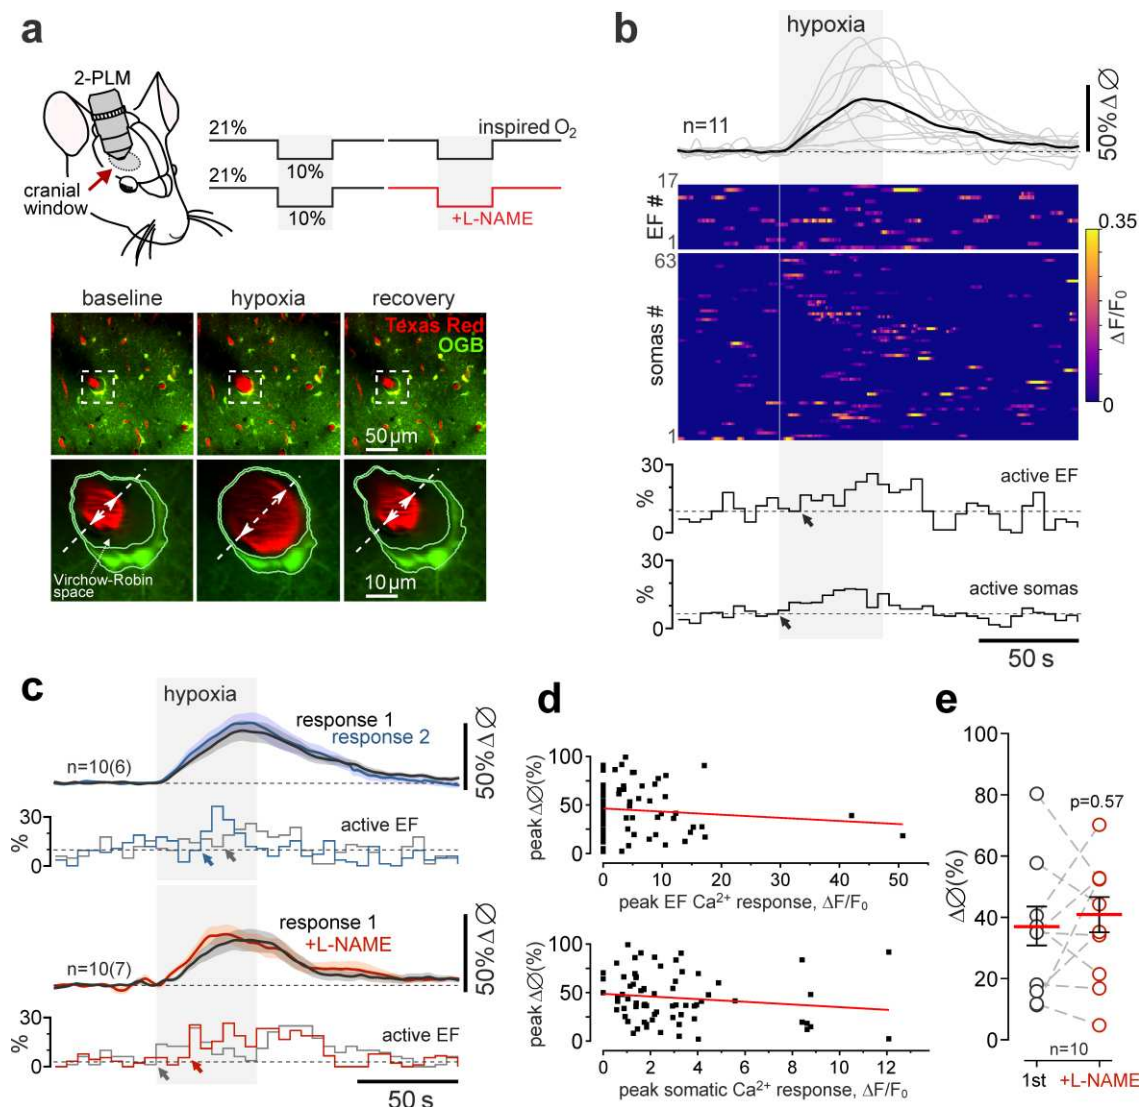 a
2-PLM
cranial
window
21%
10%
inspired O₂
21%
10%
+L-NAME
baseline
hypoxia
recovery
Texas Red
OGB
50 µm
Virchow-Robin
space
10 µm
b
hypoxia
n=11
50% ΔØ
17
EF #
1
63
somas #
1
0.35
ΔF/F₀
0
30
%
0
active EF
30
%
0
active somas
50 s
c
hypoxia
response 1
response 2
n=10(6)
50% ΔØ
30
%
0
active EF
response 1
+L-NAME
n=10(7)
50% ΔØ
30
%
0
active EF
50 s
d
peak ΔØ(%)
100
50
0
0 10 20 30 40 50
peak EF Ca²⁺ response, ΔF/F₀
peak ΔØ(%)
100
50
0
0 2 4 6 8 10 12
peak somatic Ca²⁺ response, ΔF/F₀
e
ΔØ(%)
100
80
60
40
20
0
p=0.57
n=10
1st +L-NAME